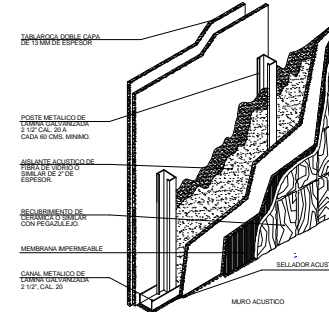 TABLAROCA DOBLE CAPA
DE 13 MM DE ESPESOR
POSTE METALICO DE
LAMINA GALVANIZADA
2 1/2" CAL. 20 A
CADA 60 CMS. MINIMO.
AISLANTE ACUSTICO DE
FIBRA DE VIDRIO O
SIMILAR DE 2" DE
ESPESOR.
RECUBRIMIENTO DE
CERAMICA O SIMILAR
CON PEGAZULEJO.
MEMBRANA IMPERMEABLE
CANAL METALICO DE
LAMINA GALVANIZADA
2 1/2", CAL. 20
SELLADOR ACUST
MURO ACUSTICO